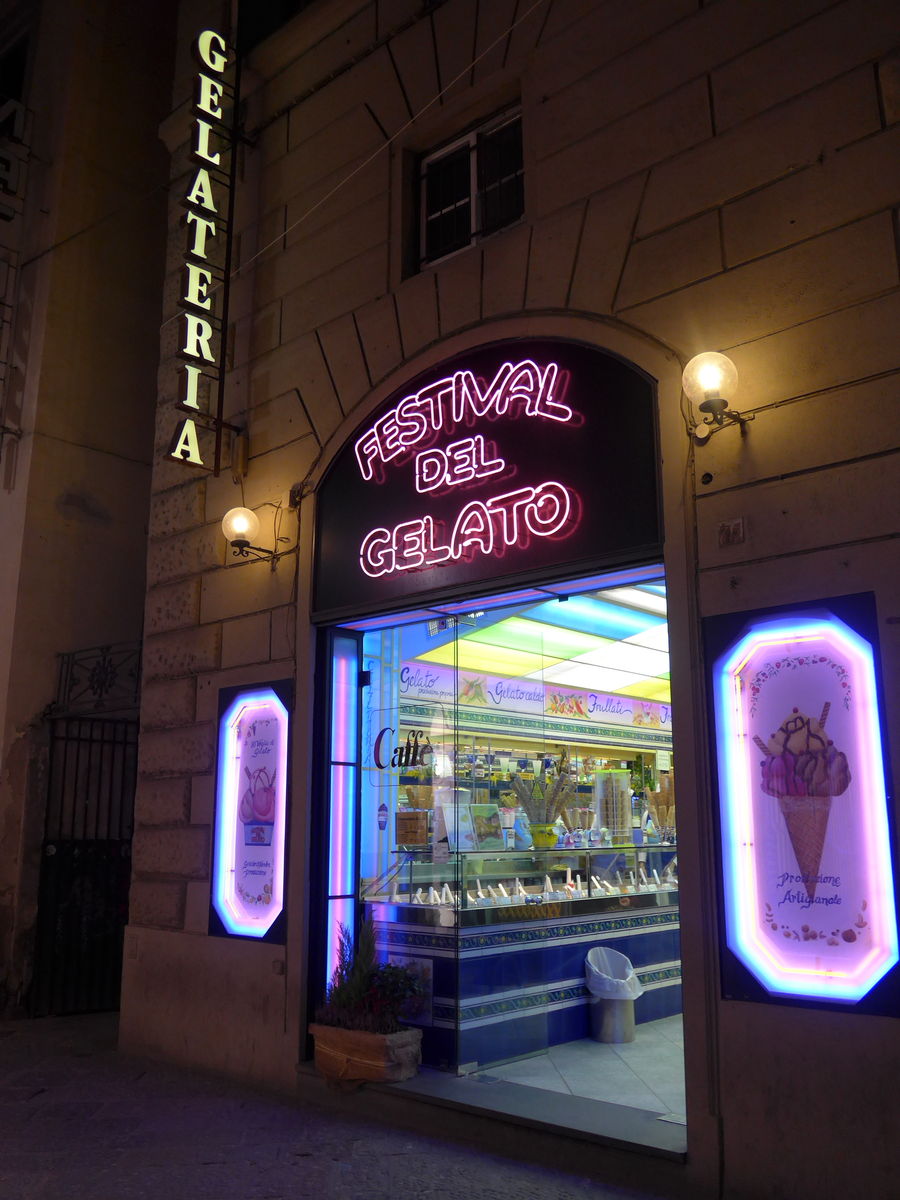 GELATERIA
FESTIVAL
DEL
GELATO
Gelato
Gelato caldo
Frullati
Caffè
Produzione
Artigianale